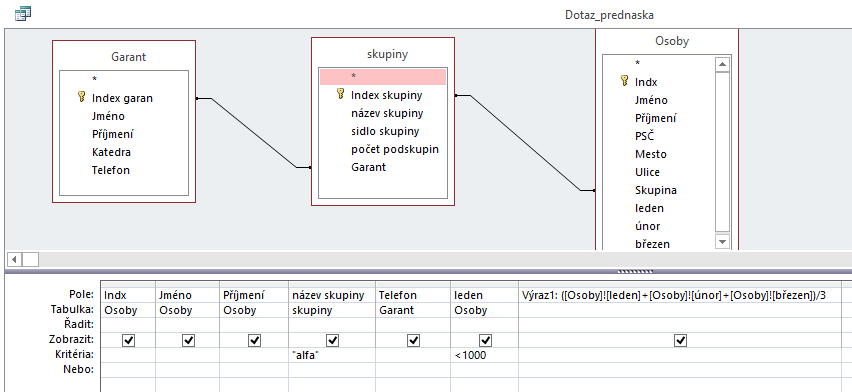 Dotaz_prednaska
Garant
*
Index garan
Jméno
Příjmení
Katedra
Telefon
skupiny
*
Index skupiny
název skupiny
sidlo skupiny
počet podskupin
Garant
Osoby
*
Indx
Jméno
Příjmení
PSČ
Mesto
Ulice
Skupina
leden
únor
březen
Pole: Indx Jméno Příjmení název skupiny Telefon leden Výraz1: ([Osoby]![leden]+[Osoby]![únor]+[Osoby]![březen])/3
Tabulka: Osoby Osoby Osoby skupiny Garant Osoby
Řadit:
Zobrazit:
Kritéria: "alfa" <1000
Nebo: